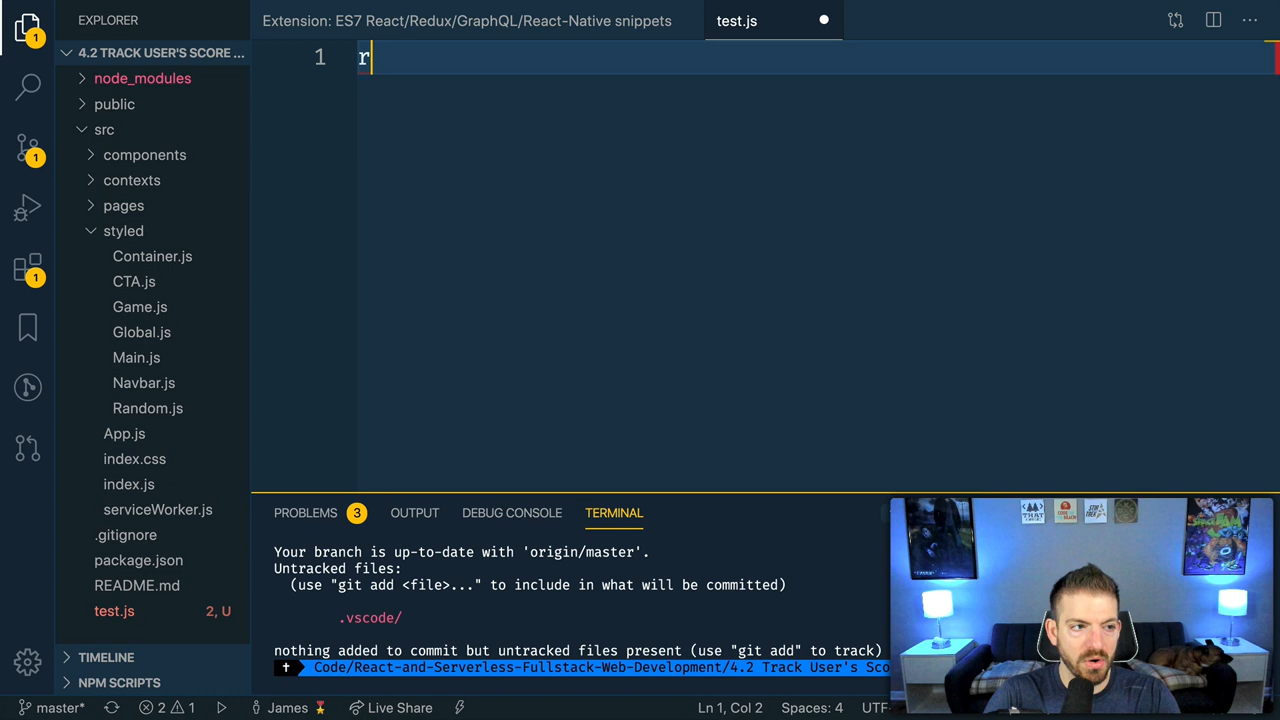 EXPLORER
Extension: ES7 React/Redux/GraphQL/React-Native snippets
test.js
4.2 TRACK USER'S SCORE ...
node_modules
public
src
components
contexts
pages
styled
Container.js
CTA.js
Game.js
Global.js
Main.js
Navbar.js
Random.js
App.js
index.css
index.js
serviceWorker.js
.gitignore
package.json
README.md
test.js 2, U
TIMELINE
NPM SCRIPTS
1
1
1
1 r
PROBLEMS 3 OUTPUT DEBUG CONSOLE TERMINAL
Your branch is up-to-date with 'origin/master'.
Untracked files:
(use "git add <file>..." to include in what will be committed)
.vscode/
nothing added to commit but untracked files present (use "git add" to track)
Code/React-and-Serverless-Fullstack-Web-Development/4.2 Track User's Sco
master* 2 1 James Live Share Ln 1, Col 2 Spaces: 4 UTF-